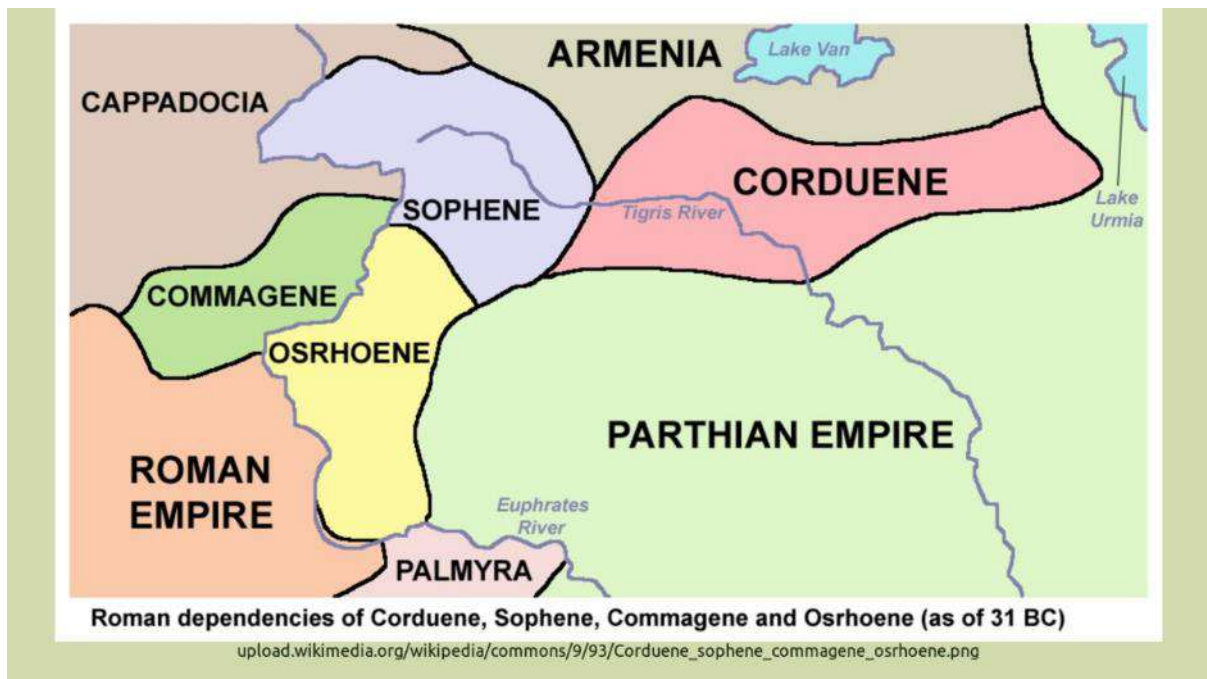 ARMENIA
Lake Van
CAPPADOCIA
CORDUENE
SOPHENE
Tigris River
Lake
Urmia
COMMAGENE
OSRHOENE
PARTHIAN EMPIRE
ROMAN
EMPIRE
Euphrates
River
PALMYRA
Roman dependencies of Corduene, Sophene, Commagene and Osrhoene (as of 31 BC)
upload.wikimedia.org/wikipedia/commons/9/93/Corduene_sophene_commagene_osrhoene.png